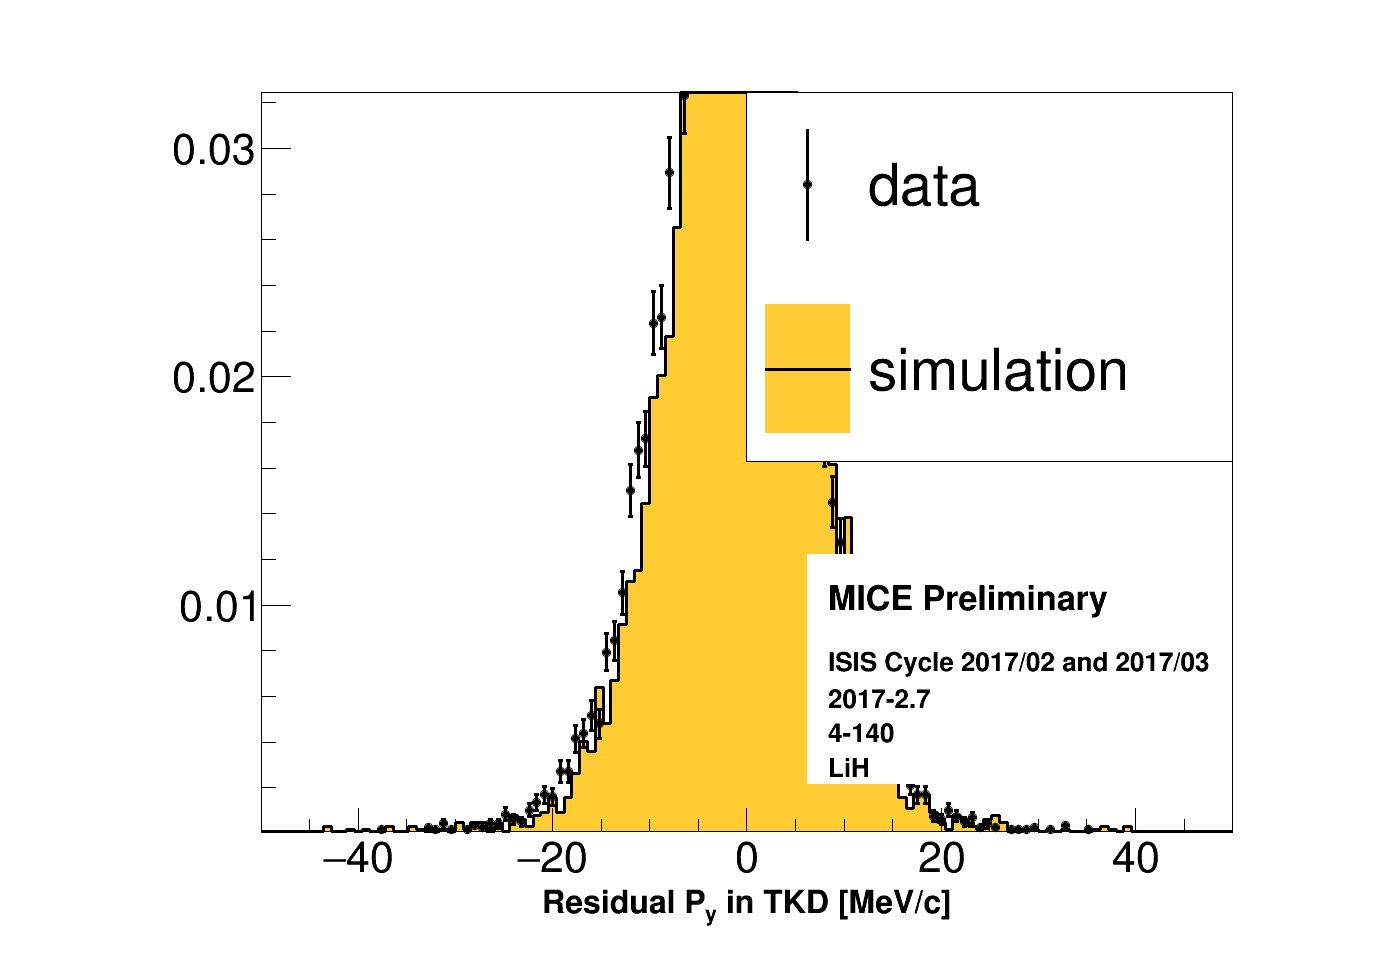 0.03
data
0.02
simulation
0.01
MICE Preliminary
ISIS Cycle 2017/02 and 2017/03
2017-2.7
4-140
LiH
−40 −20 0 20 40
Residual Py in TKD [MeV/c]